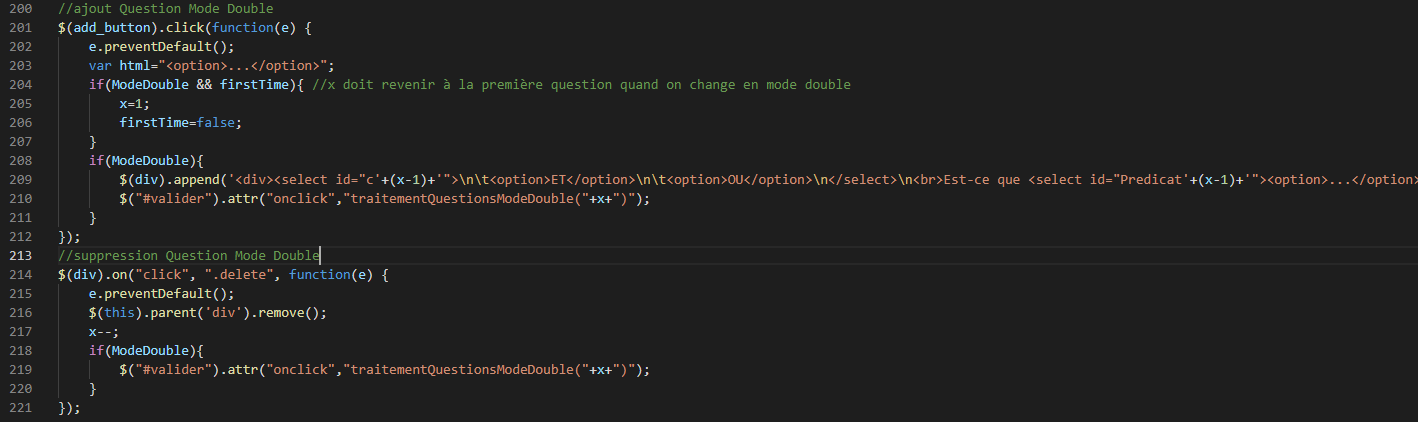 200 //ajout Question Mode Double
201 $(add_button).click(function(e) {
202     e.preventDefault();
203     var html="<option>...</option>";
204     if(ModeDouble && firstTime){ //x doit revenir à la première question quand on change en mode double
205         x=1;
206         firstTime=false;
207     }
208     if(ModeDouble){
209         $(div).append('<div><select id="c'+(x-1)+'">\n\t<option>ET</option>\n\t<option>OU</option>\n</select>\n<br>Est-ce que <select id="Predicat'+(x-1)+'"><option>...</option>
210         $("#valider").attr("onclick","traitementQuestionsModeDouble("+x+")");
211     }
212 });
213 //suppression Question Mode Double
214 $(div).on("click", ".delete", function(e) {
215     e.preventDefault();
216     $(this).parent('div').remove();
217     x--;
218     if(ModeDouble){
219         $("#valider").attr("onclick","traitementQuestionsModeDouble("+x+")");
220     }
221 });